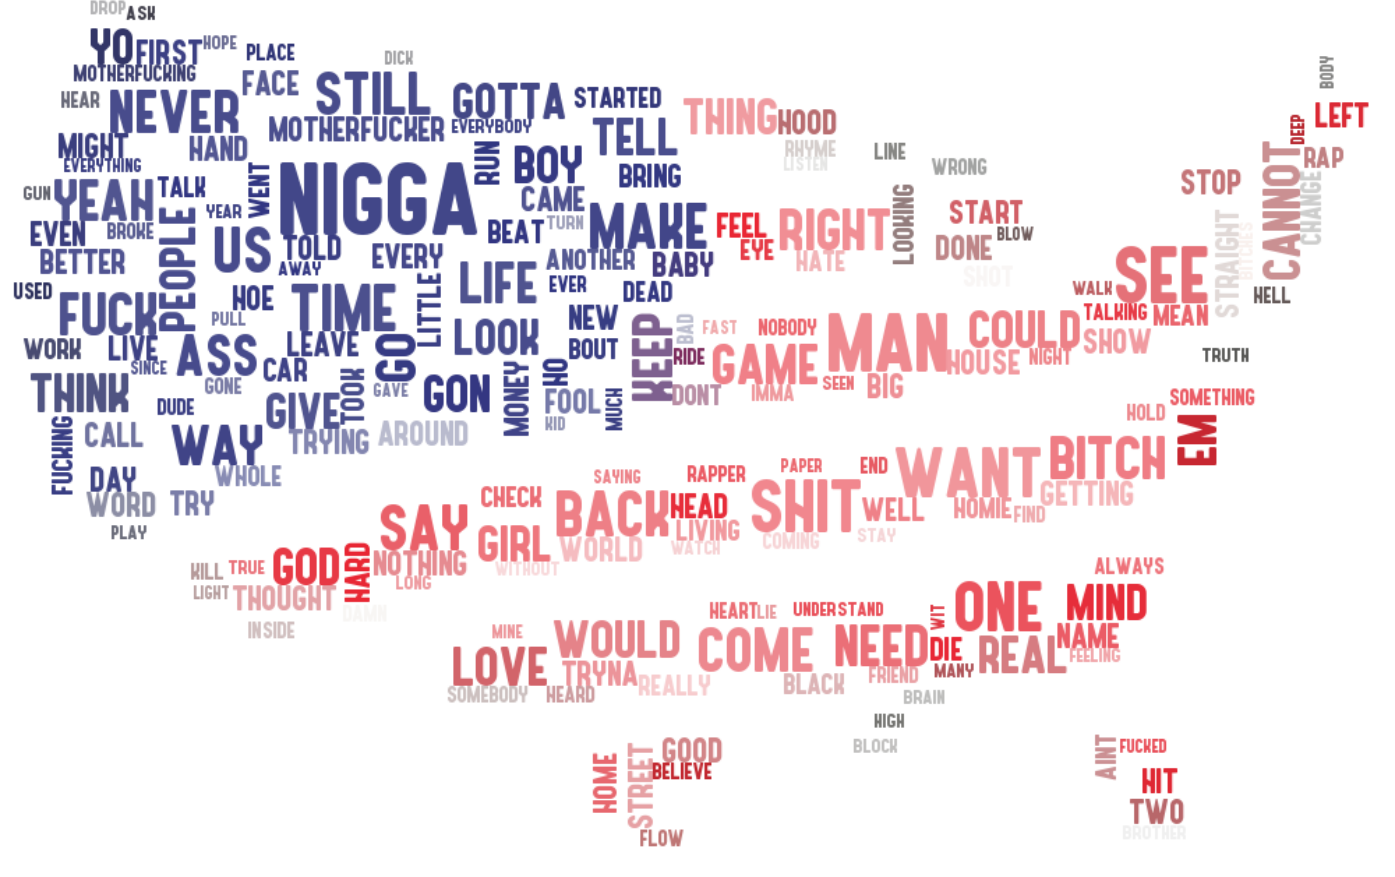 DROP ASK
YO FIRST HOPE PLACE
DICK
MOTHERFUCKING FACE STILL GOTTA STARTED BODY
HEAR NEVER MOTHERFUCKER EVERYBODY TELL THING HOOD LEFT
MIGHT HAND RUN BOY RHYME LINE DEEP
EVERYTHING LISTEN WRONG CANNOT RAP
GUN YEAH TALK WENT NIGGA CAME BRING STOP CHANGE
YEAR TURN MAKE FEEL RIGHT LOOKING START
EVEN BROKE PEOPLE US TOLD BEAT EYE DONE BLOW STRAIGHT BITCHES
BETTER AWAY EVERY ANOTHER BABY HATE SHOT SEE
USED HOE TIME LITTLE LIFE EVER DEAD WALK HELL
FUCK PULL LOOK NEW KEEP BAD FAST NOBODY MAN COULD TALKING MEAN
WORK LIVE ASS LEAVE GO BOUT RIDE GAME HOUSE NIGHT SHOW TRUTH
SINCE CAR
THINK GONE TOOK GAVE GON MONEY HO FOOL MUCH DONT IMMA SEEN BIG SOMETHING
DUDE GIVE KID HOLD
FUCKING CALL WAY TRYING AROUND EM
DAY WHOLE SAYING RAPPER PAPER END WANT BITCH
WORD TRY CHECK BACK HEAD SHIT WELL HOMIE FIND GETTING
PLAY SAY GIRL LIVING COMING STAY
WORLD WATCH
KILL TRUE GOD HARD NOTHING WITHOUT ALWAYS
LIGHT THOUGHT LONG
DAMN HEART LIE UNDERSTAND WIT ONE MIND
INSIDE MINE WOULD COME NEED DIE REAL NAME
LOVE TRYNA FEELING
SOMEBODY HEARD REALLY BLACK FRIEND MANY
BRAIN
HIGH
HOME STREET GOOD BLOCK AINT FUCKED
BELIEVE HIT
TWO
FLOW BROTHER